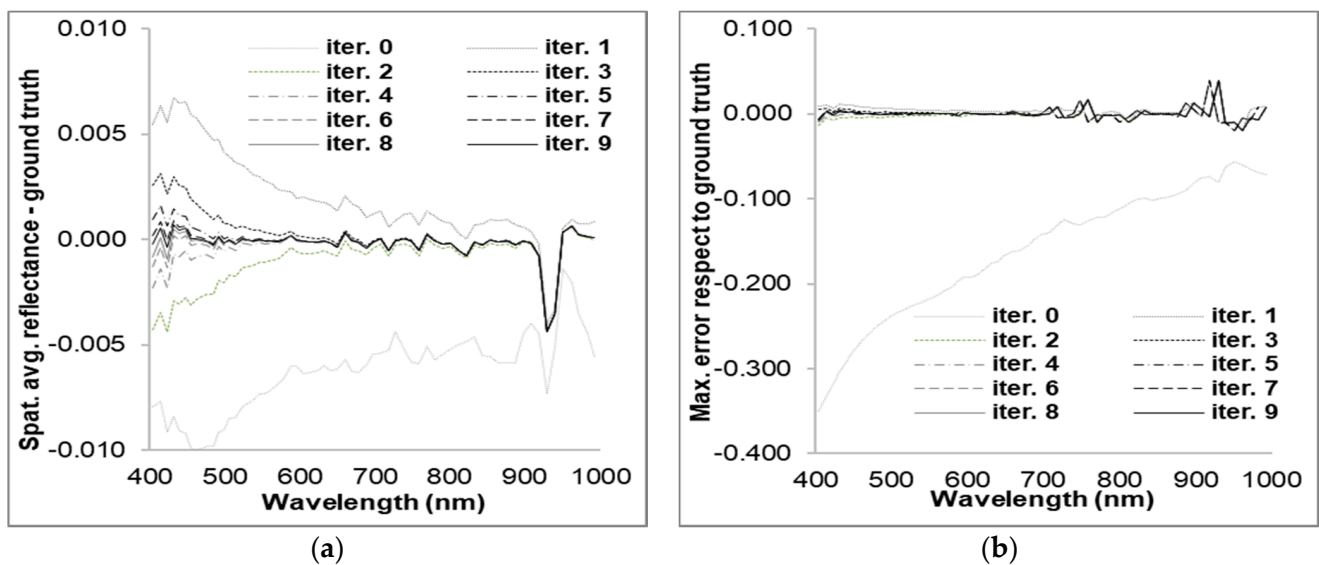 Spat. avg. reflectance - ground truth
0.010
0.005
0.000
-0.005
-0.010
iter. 0
iter. 1
iter. 2
iter. 3
iter. 4
iter. 5
iter. 6
iter. 7
iter. 8
iter. 9
400 500 600 700 800 900 1000
Wavelength (nm)
(a)
Max. error respect to ground truth
0.100
0.000
-0.100
-0.200
-0.300
-0.400
iter. 0
iter. 1
iter. 2
iter. 3
iter. 4
iter. 5
iter. 6
iter. 7
iter. 8
iter. 9
400 500 600 700 800 900 1000
Wavelength (nm)
(b)